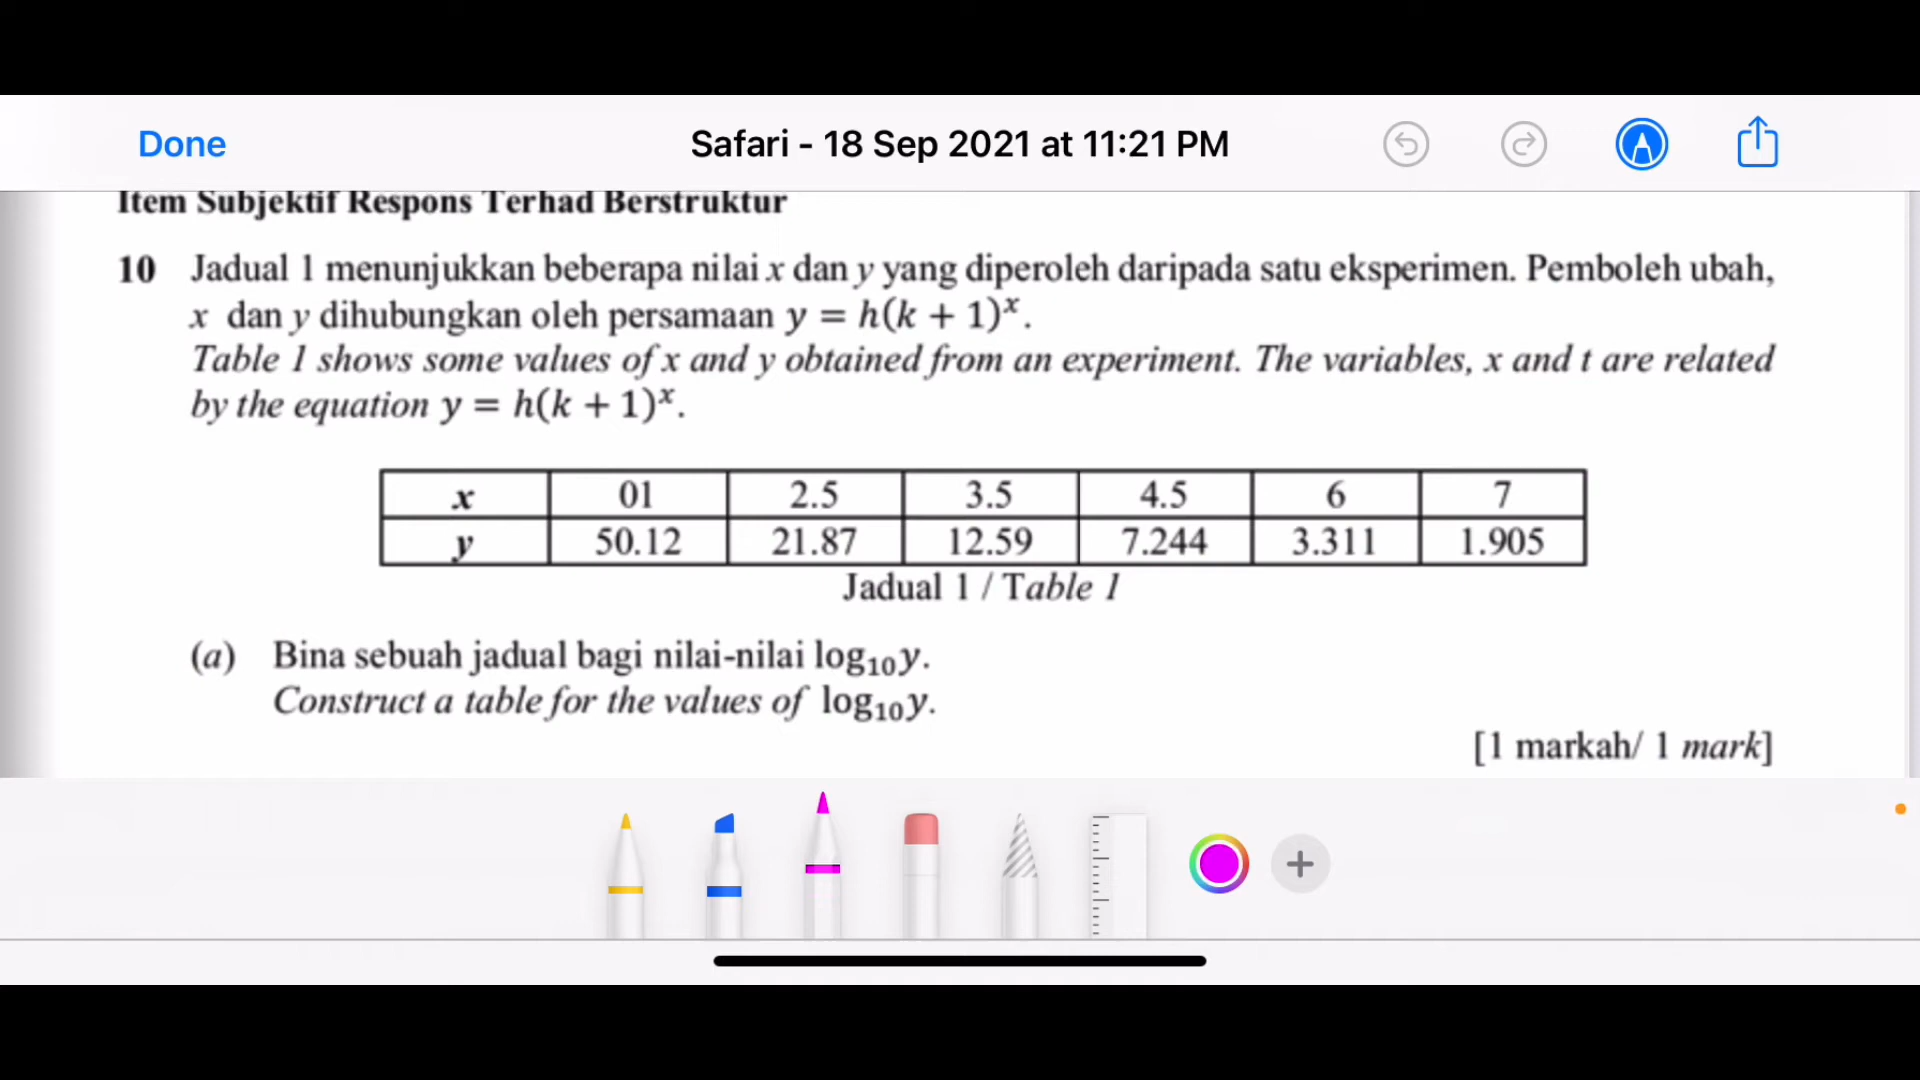 Done
Safari - 18 Sep 2021 at 11:21 PM
Item Subjektif Respons Terhad Berstruktur
10 Jadual 1 menunjukkan beberapa nilai x dan y yang diperoleh daripada satu eksperimen. Pemboleh ubah,
x dan y dihubungkan oleh persamaan y = h(k + 1)ˣ.
Table 1 shows some values of x and y obtained from an experiment. The variables, x and t are related
by the equation y = h(k + 1)ˣ.
x 01 2.5 3.5 4.5 6 7
y 50.12 21.87 12.59 7.244 3.311 1.905
Jadual 1 / Table 1
(a) Bina sebuah jadual bagi nilai-nilai log₁₀y.
Construct a table for the values of log₁₀y.
[1 markah/ 1 mark]